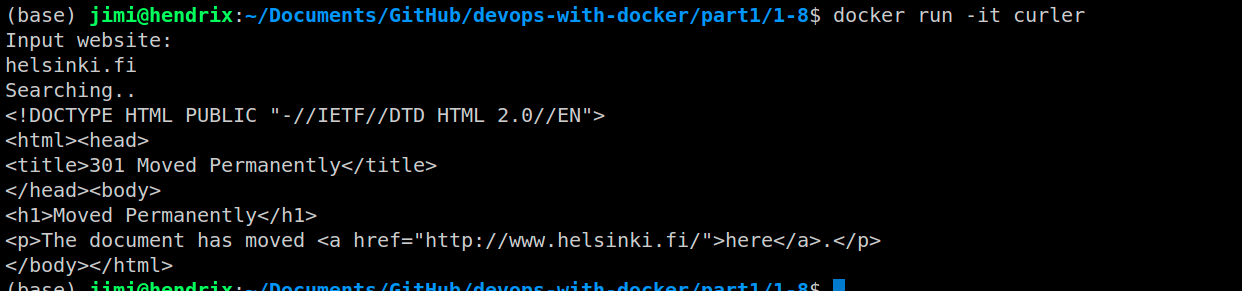 (base) jimi@hendrix:~/Documents/GitHub/devops-with-docker/part1/1-8$ docker run -it curler
Input website:
helsinki.fi
Searching..
<!DOCTYPE HTML PUBLIC "-//IETF//DTD HTML 2.0//EN">
<html><head>
<title>301 Moved Permanently</title>
</head><body>
<h1>Moved Permanently</h1>
<p>The document has moved <a href="http://www.helsinki.fi/">here</a>.</p>
</body></html>
(base) jimi@hendrix:~/Documents/GitHub/devops-with-docker/part1/1-8$